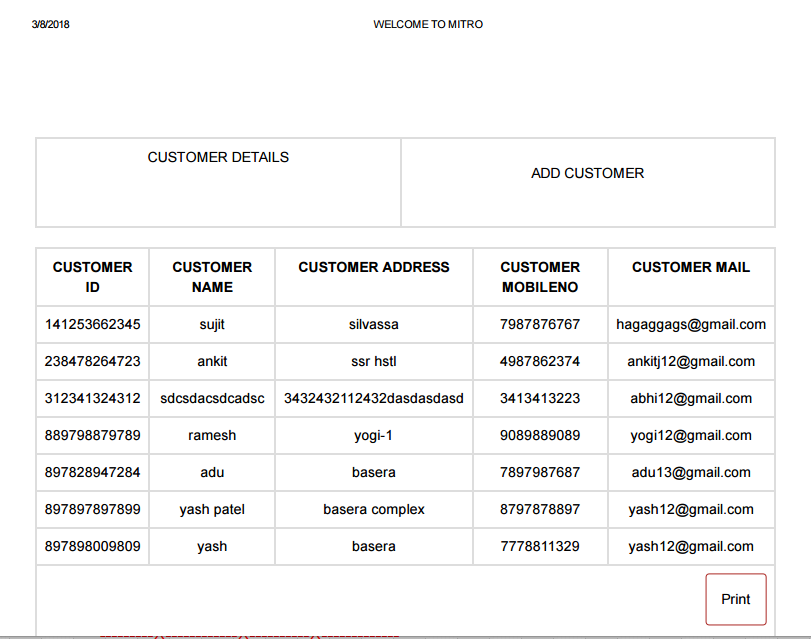 3/8/2018 WELCOME TO MITRO
CUSTOMER DETAILS
ADD CUSTOMER
CUSTOMER ID CUSTOMER NAME CUSTOMER ADDRESS CUSTOMER MOBILENO CUSTOMER MAIL
141253662345 sujit silvassa 7987876767 hagaggags@gmail.com
238478264723 ankit ssr hstl 4987862374 ankitj12@gmail.com
312341324312 sdcsdacsdcadsc 3432432112432dasdasdasd 3413413223 abhi12@gmail.com
889798879789 ramesh yogi-1 9089889089 yogi12@gmail.com
897828947284 adu basera 7897987687 adu13@gmail.com
897897897899 yash patel basera complex 8797878897 yash12@gmail.com
897898009809 yash basera 7778811329 yash12@gmail.com
Print